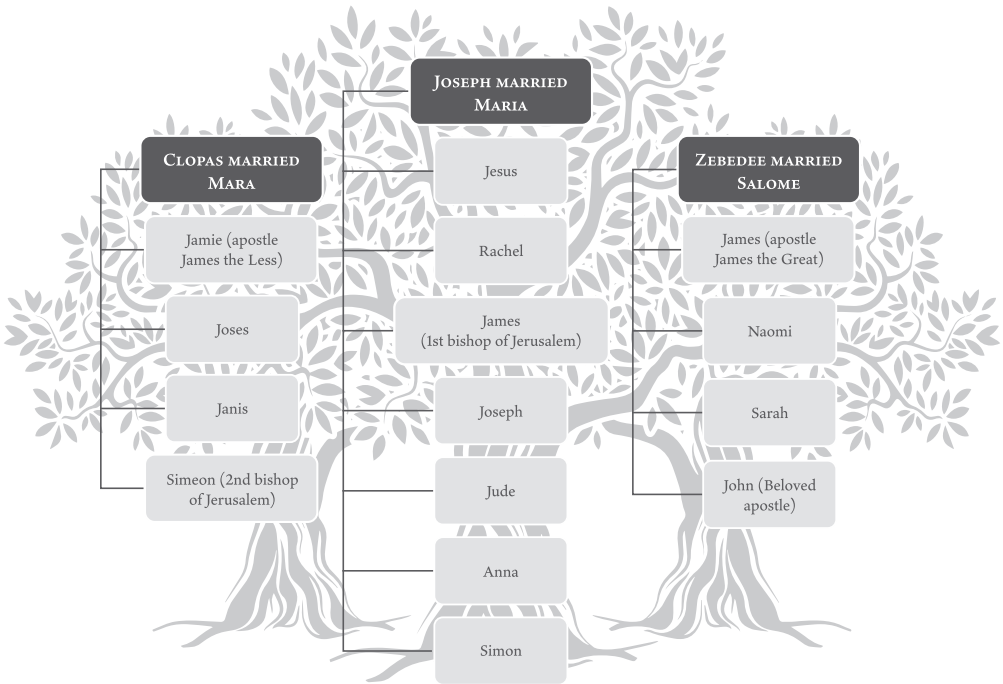 Joseph married
Maria
Jesus
Rachel
James
(1st bishop of Jerusalem)
Joseph
Jude
Anna
Simon
Clopas married
Mara
Jamie (apostle
James the Less)
Joses
Janis
Simeon (2nd bishop
of Jerusalem)
Zebedee married
Salome
James (apostle
James the Great)
Naomi
Sarah
John (Beloved
apostle)